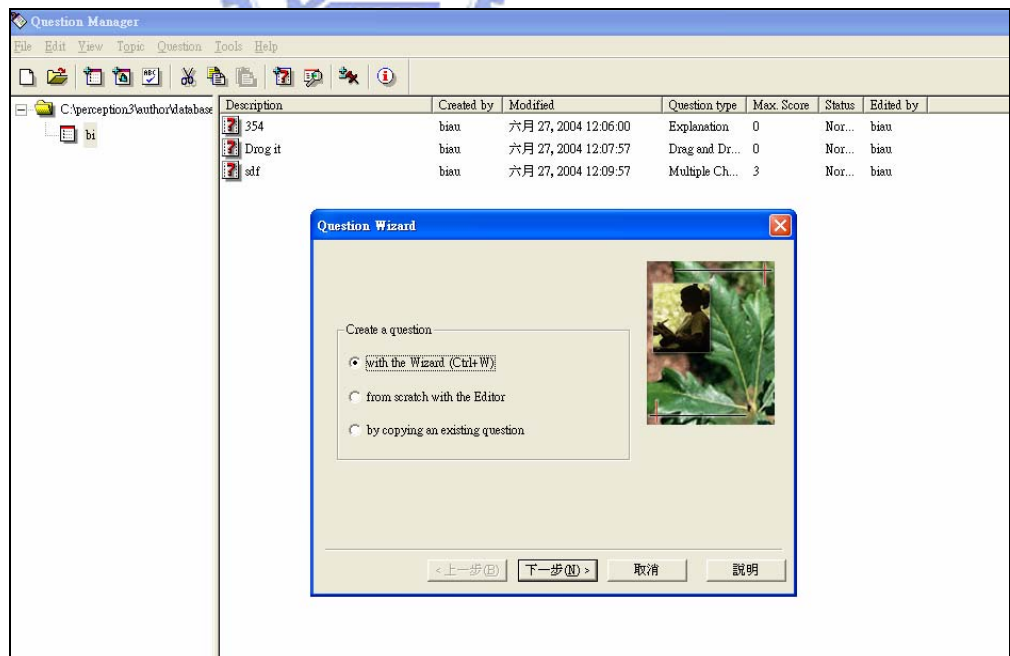 Question Manager
File Edit View Topic Question Tools Help
C:\perception3\author\database
bi
Description Created by Modified Question type Max. Score Status Edited by
354 biau 六月 27, 2004 12:06:00 Explanation 0 Nor... biau
Drog it biau 六月 27, 2004 12:07:57 Drag and Dr... 0 Nor... biau
sdf biau 六月 27, 2004 12:09:57 Multiple Ch... 3 Nor... biau
Question Wizard
Create a question
with the Wizard (Ctrl+W)
from scratch with the Editor
by copying an existing question
<上一步(B) 下一步(N) > 取消 說明